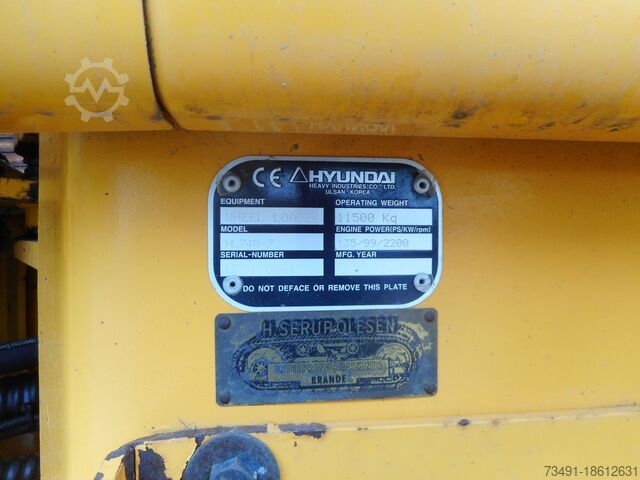 CE HYUNDAI
HEAVY INDUSTRIES CO., LTD.
ULSAN, KOREA
EQUIPMENT OPERATING WEIGHT
WHEEL LOADER 11500 Kg
MODEL ENGINE POWER(PS/KW/rpm)
HL740-7 135/99/2200
SERIAL-NUMBER MFG. YEAR
DO NOT DEFACE OR REMOVE THIS PLATE
H. SERUP OLESEN
BRANDE
73491-18612631